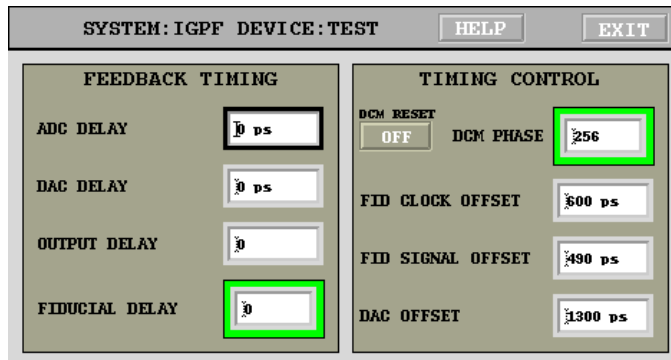 SYSTEM:IGPF DEVICE:TEST HELP EXIT
FEEDBACK TIMING
ADC DELAY 0 ps
DAC DELAY 0 ps
OUTPUT DELAY 0
FIDUCIAL DELAY 0
TIMING CONTROL
DCM RESET
OFF DCM PHASE 256
FID CLOCK OFFSET 600 ps
FID SIGNAL OFFSET 490 ps
DAC OFFSET 1300 ps